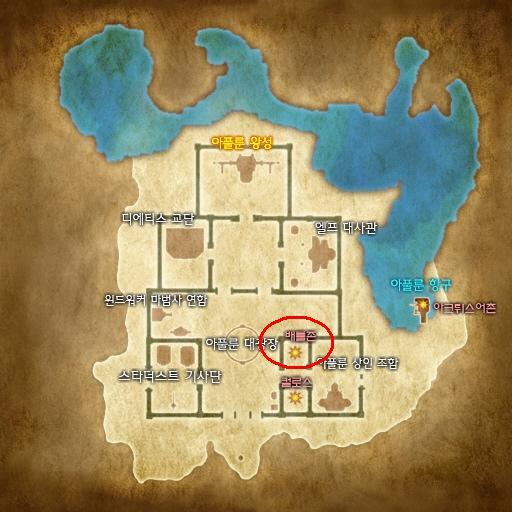 아플룬 왕성
디에티스 교단
엘프 대사관
아플룬 항구
윈드워커 마법사 연합
아크튀스어촌
배틀존
아플룬 대광장
아플룬 상인 조합
스타더스트 기사단
컬로스